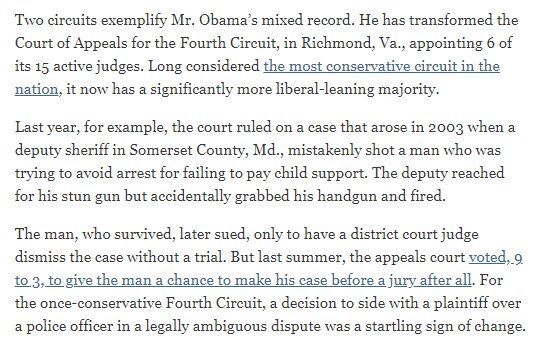 Two circuits exemplify Mr. Obama’s mixed record. He has transformed the
Court of Appeals for the Fourth Circuit, in Richmond, Va., appointing 6 of
its 15 active judges. Long considered the most conservative circuit in the
nation, it now has a significantly more liberal-leaning majority.
Last year, for example, the court ruled on a case that arose in 2003 when a
deputy sheriff in Somerset County, Md., mistakenly shot a man who was
trying to avoid arrest for failing to pay child support. The deputy reached
for his stun gun but accidentally grabbed his handgun and fired.
The man, who survived, later sued, only to have a district court judge
dismiss the case without a trial. But last summer, the appeals court voted, 9
to 3, to give the man a chance to make his case before a jury after all. For
the once-conservative Fourth Circuit, a decision to side with a plaintiff over
a police officer in a legally ambiguous dispute was a startling sign of change.